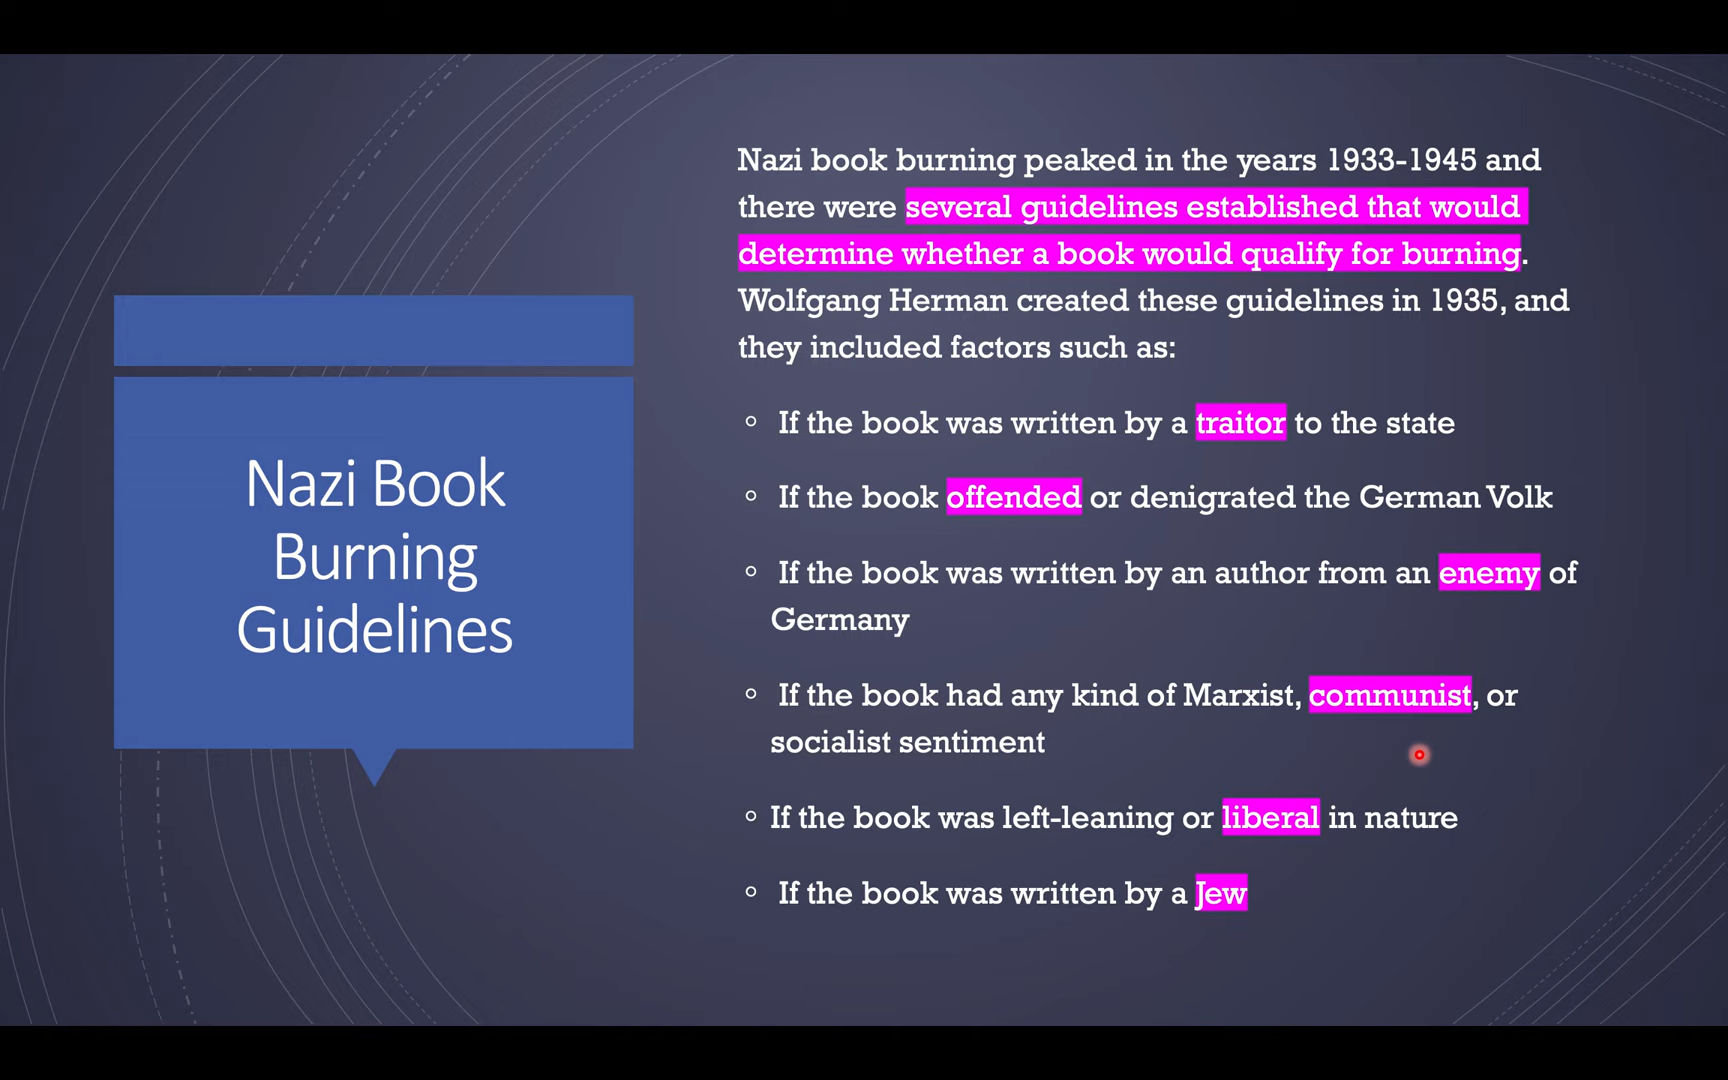 Nazi Book
Burning
Guidelines
Nazi book burning peaked in the years 1933-1945 and
there were several guidelines established that would
determine whether a book would qualify for burning.
Wolfgang Herman created these guidelines in 1935, and
they included factors such as:
◦ If the book was written by a traitor to the state
◦ If the book offended or denigrated the German Volk
◦ If the book was written by an author from an enemy of
Germany
◦ If the book had any kind of Marxist, communist, or
socialist sentiment
◦ If the book was left-leaning or liberal in nature
◦ If the book was written by a Jew